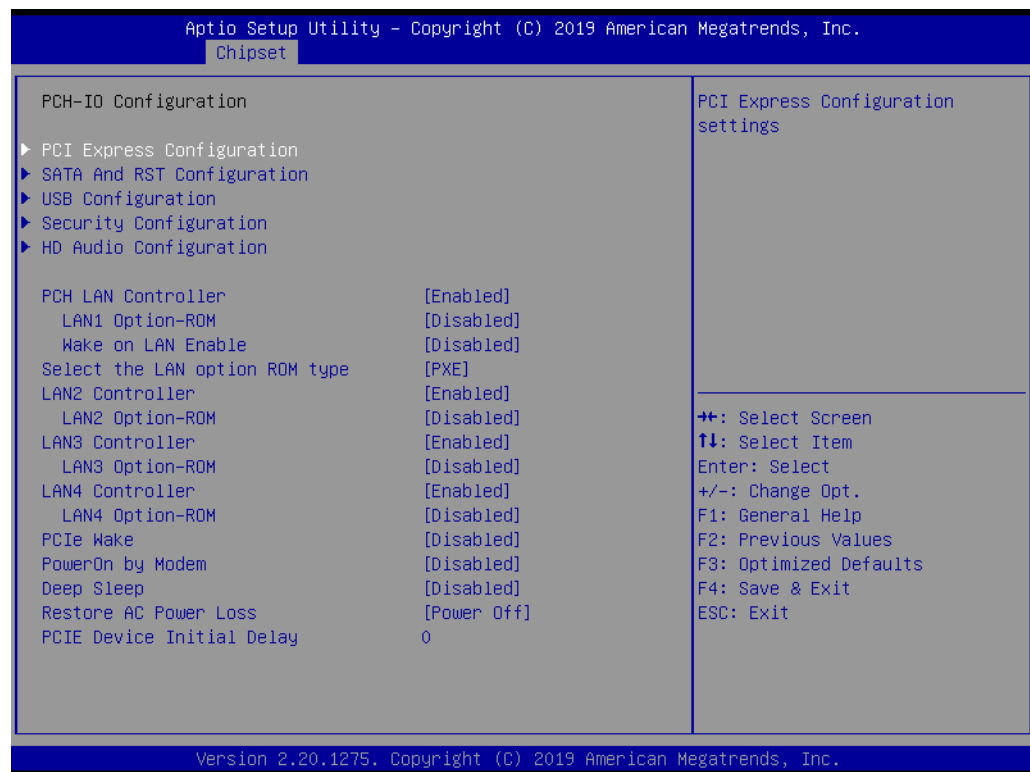 Aptio Setup Utility – Copyright (C) 2019 American Megatrends, Inc.
Chipset
PCH-IO Configuration
PCI Express Configuration
SATA And RST Configuration
USB Configuration
Security Configuration
HD Audio Configuration
PCH LAN Controller [Enabled]
LAN1 Option-ROM [Disabled]
Wake on LAN Enable [Disabled]
Select the LAN option ROM type [PXE]
LAN2 Controller [Enabled]
LAN2 Option-ROM [Disabled]
LAN3 Controller [Enabled]
LAN3 Option-ROM [Disabled]
LAN4 Controller [Enabled]
LAN4 Option-ROM [Disabled]
PCIe Wake [Disabled]
PowerOn by Modem [Disabled]
Deep Sleep [Disabled]
Restore AC Power Loss [Power Off]
PCIE Device Initial Delay 0
PCI Express Configuration
settings
→←: Select Screen
↑↓: Select Item
Enter: Select
+/-: Change Opt.
F1: General Help
F2: Previous Values
F3: Optimized Defaults
F4: Save & Exit
ESC: Exit
Version 2.20.1275. Copyright (C) 2019 American Megatrends, Inc.